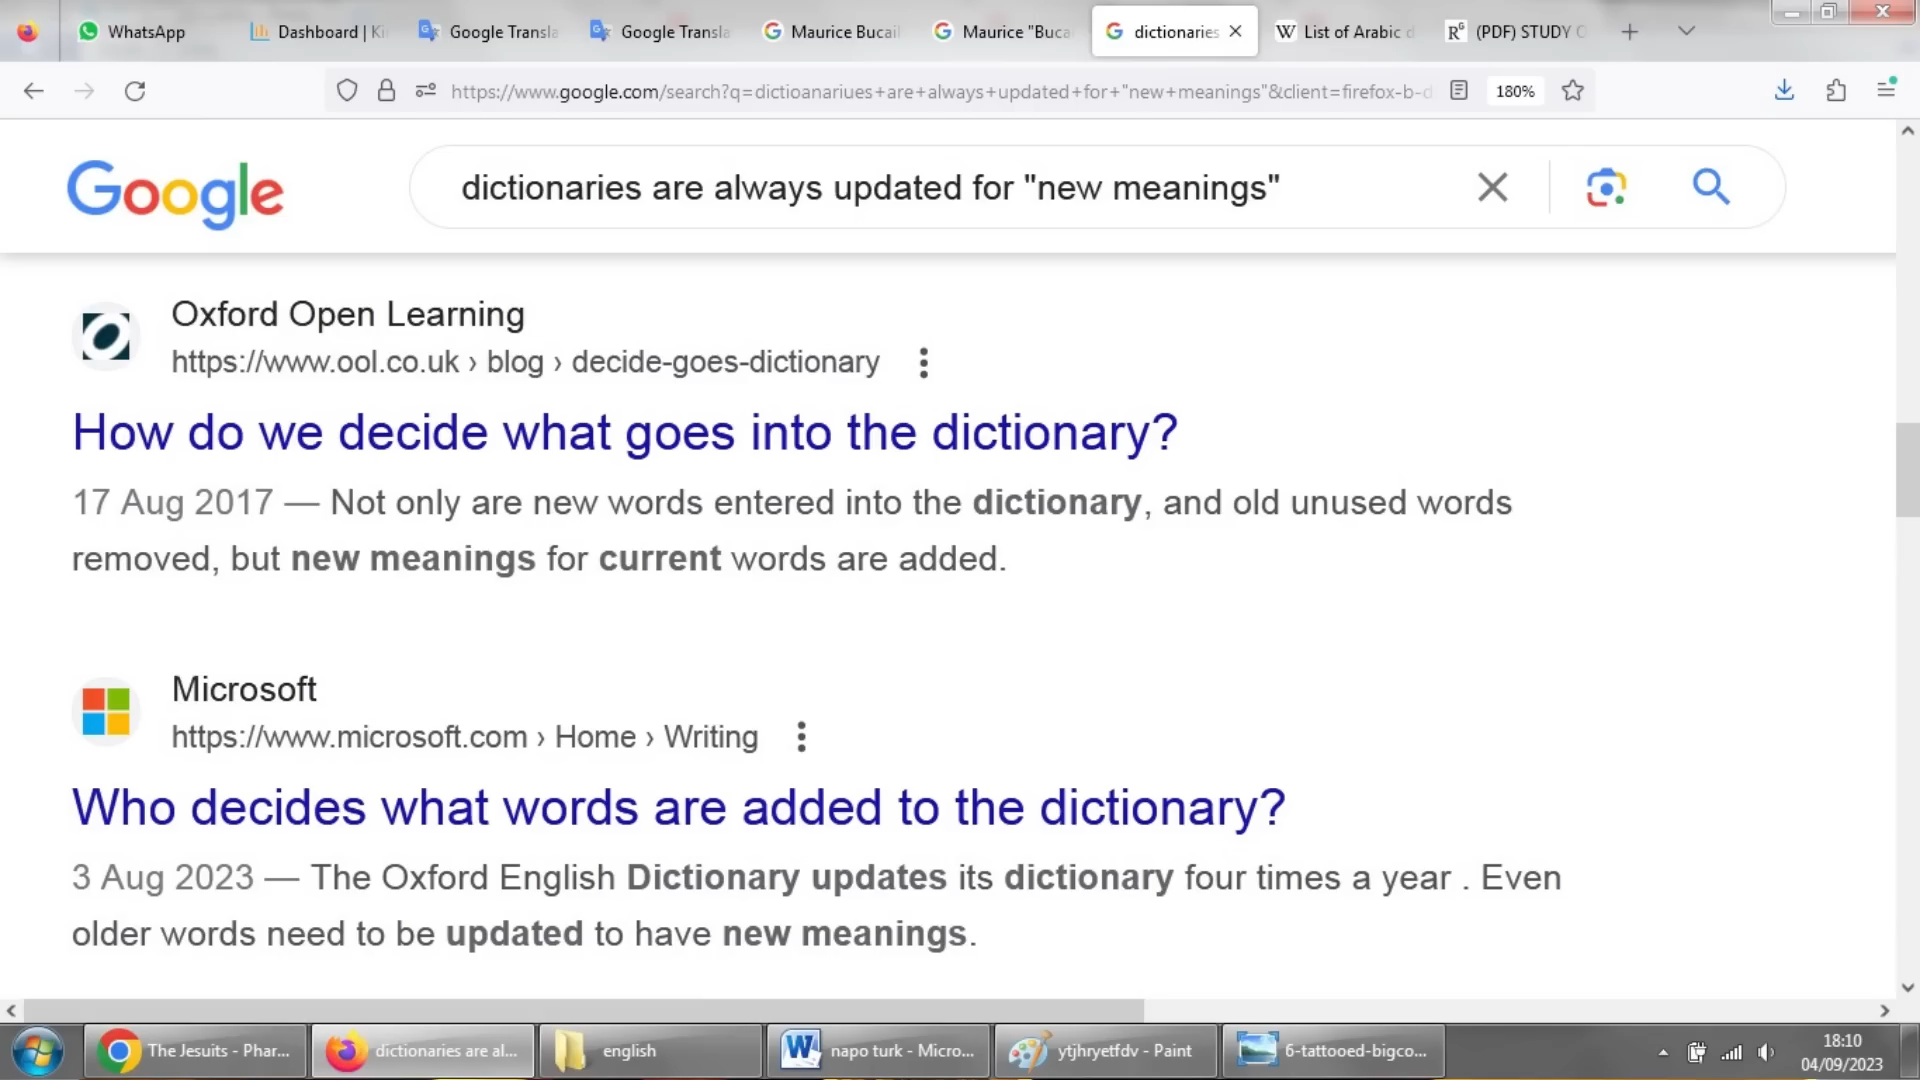 WhatsApp
Dashboard | Ki
Google Transla
Google Transla
Maurice Bucail
Maurice "Buca
dictionaries
W List of Arabic d
R^G (PDF) STUDY O
https://www.google.com/search?q=dictioanariues+are+always+updated+for+"new+meanings"&client=firefox-b-d
180%
Google
dictionaries are always updated for "new meanings"
Oxford Open Learning
https://www.ool.co.uk › blog › decide-goes-dictionary
How do we decide what goes into the dictionary?
17 Aug 2017 — Not only are new words entered into the dictionary, and old unused words
removed, but new meanings for current words are added.
Microsoft
https://www.microsoft.com › Home › Writing
Who decides what words are added to the dictionary?
3 Aug 2023 — The Oxford English Dictionary updates its dictionary four times a year . Even
older words need to be updated to have new meanings.
The Jesuits - Phar...
dictionaries are al...
english
napo turk - Micro...
ytjhryetfdv - Paint
6-tattooed-bigco...
18:10
04/09/2023